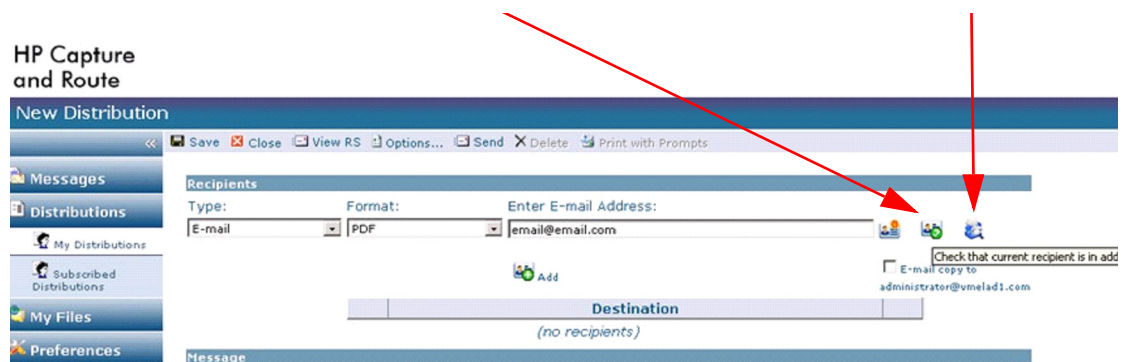 HP Capture
and Route
New Distribution
«
Save Close View RS Options... Send Delete Print with Prompts
Messages
Distributions
My Distributions
Subscribed
Distributions
My Files
Preferences
Recipients
Type: Format: Enter E-mail Address:
E-mail PDF email@email.com
Check that current recipient is in add
Add
E-mail copy to
administrator@vmelad1.com
Destination
(no recipients)
Message